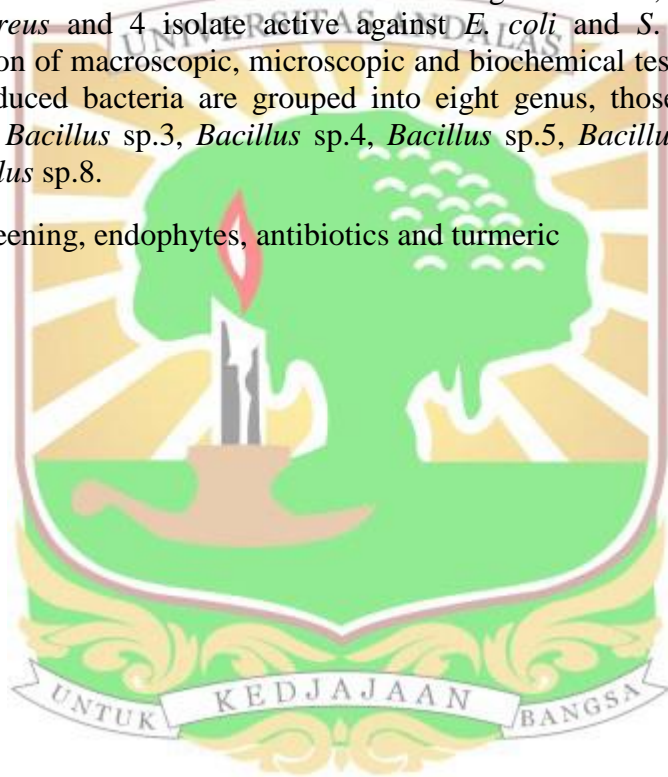 reus and 4 isolate active against E. coli and S.
UNIVERSITAS ANDALAS
on of macroscopic, microscopic and biochemical tes
duced bacteria are grouped into eight genus, those
Bacillus sp.3, Bacillus sp.4, Bacillus sp.5, Bacillu
lus sp.8.
eening, endophytes, antibiotics and turmeric
UNTUK KEDJAJAAN BANGSA